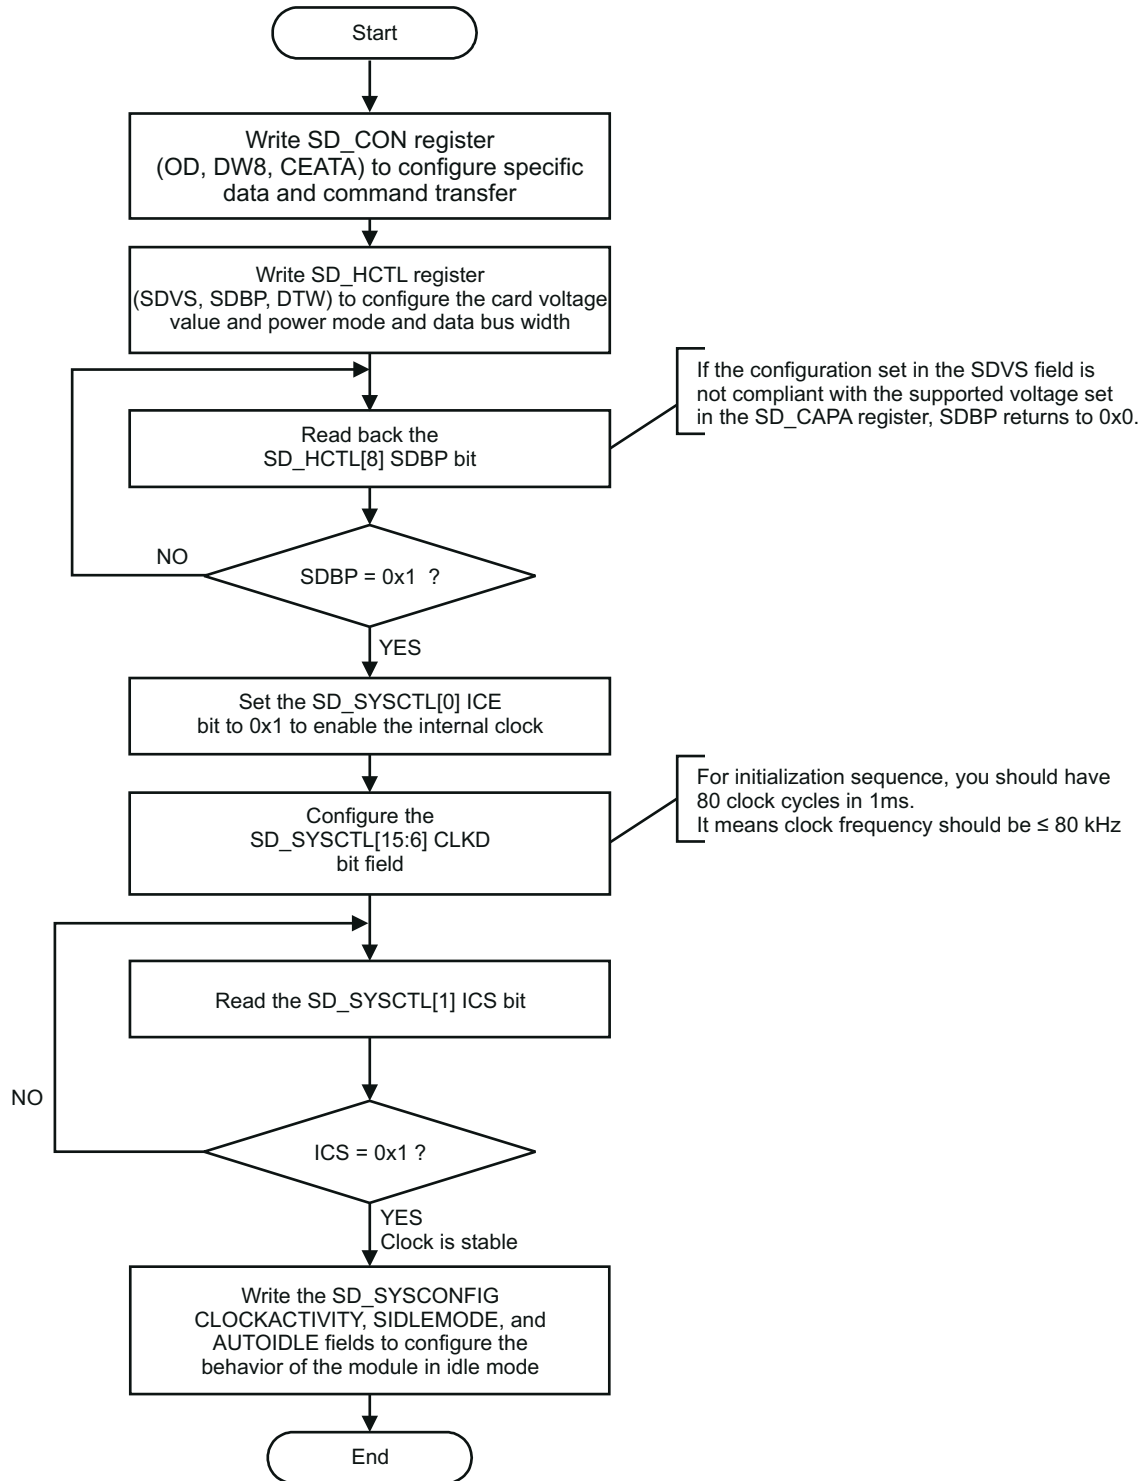 Start
Write SD_CON register
(OD, DW8, CEATA) to configure specific
data and command transfer
Write SD_HCTL register
(SDVS, SDBP, DTW) to configure the card voltage
value and power mode and data bus width
If the configuration set in the SDVS field is
not compliant with the supported voltage set
in the SD_CAPA register, SDBP returns to 0x0.
Read back the
SD_HCTL[8] SDBP bit
NO
SDBP = 0x1 ?
YES
Set the SD_SYSCTL[0] ICE
bit to 0x1 to enable the internal clock
For initialization sequence, you should have
80 clock cycles in 1ms.
It means clock frequency should be ≤ 80 kHz
Configure the
SD_SYSCTL[15:6] CLKD
bit field
Read the SD_SYSCTL[1] ICS bit
NO
ICS = 0x1 ?
YES
Clock is stable
Write the SD_SYSCONFIG
CLOCKACTIVITY, SIDLEMODE, and
AUTOIDLE fields to configure the
behavior of the module in idle mode
End